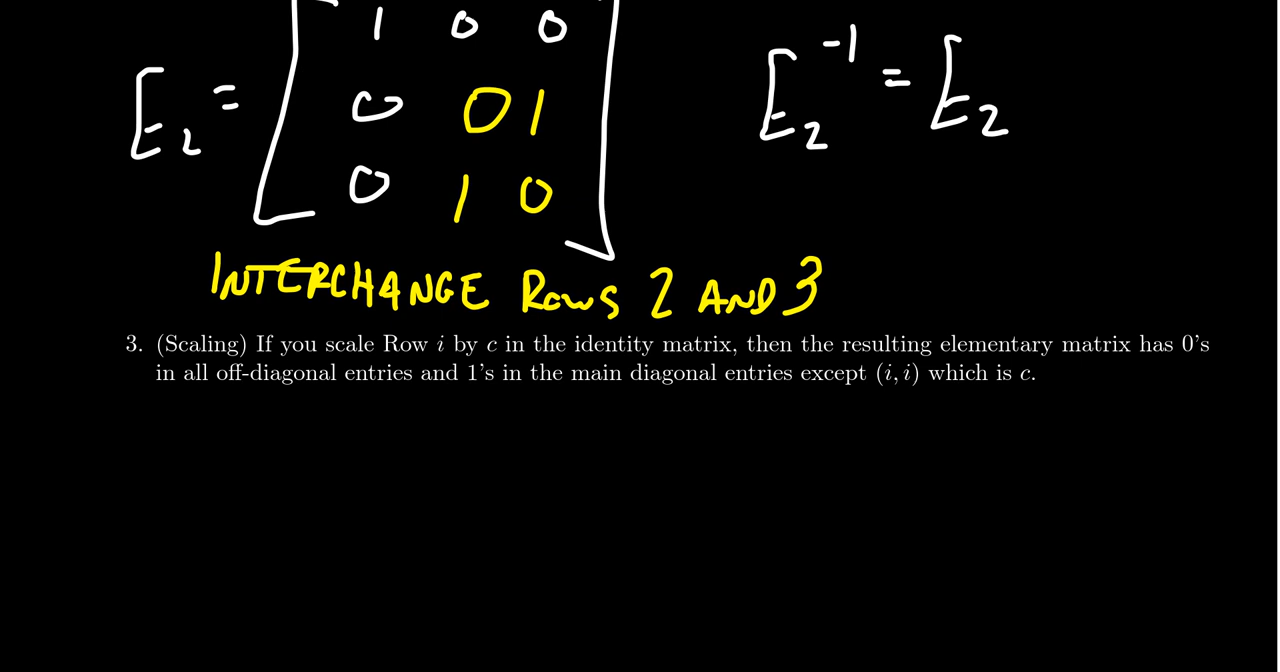 1 0 0
E₂ = 0 0 1
0 1 0
E₂⁻¹ = E₂
INTERCHANGE ROWS 2 AND 3
3. (Scaling) If you scale Row i by c in the identity matrix, then the resulting elementary matrix has 0's
in all off-diagonal entries and 1's in the main diagonal entries except (i, i) which is c.